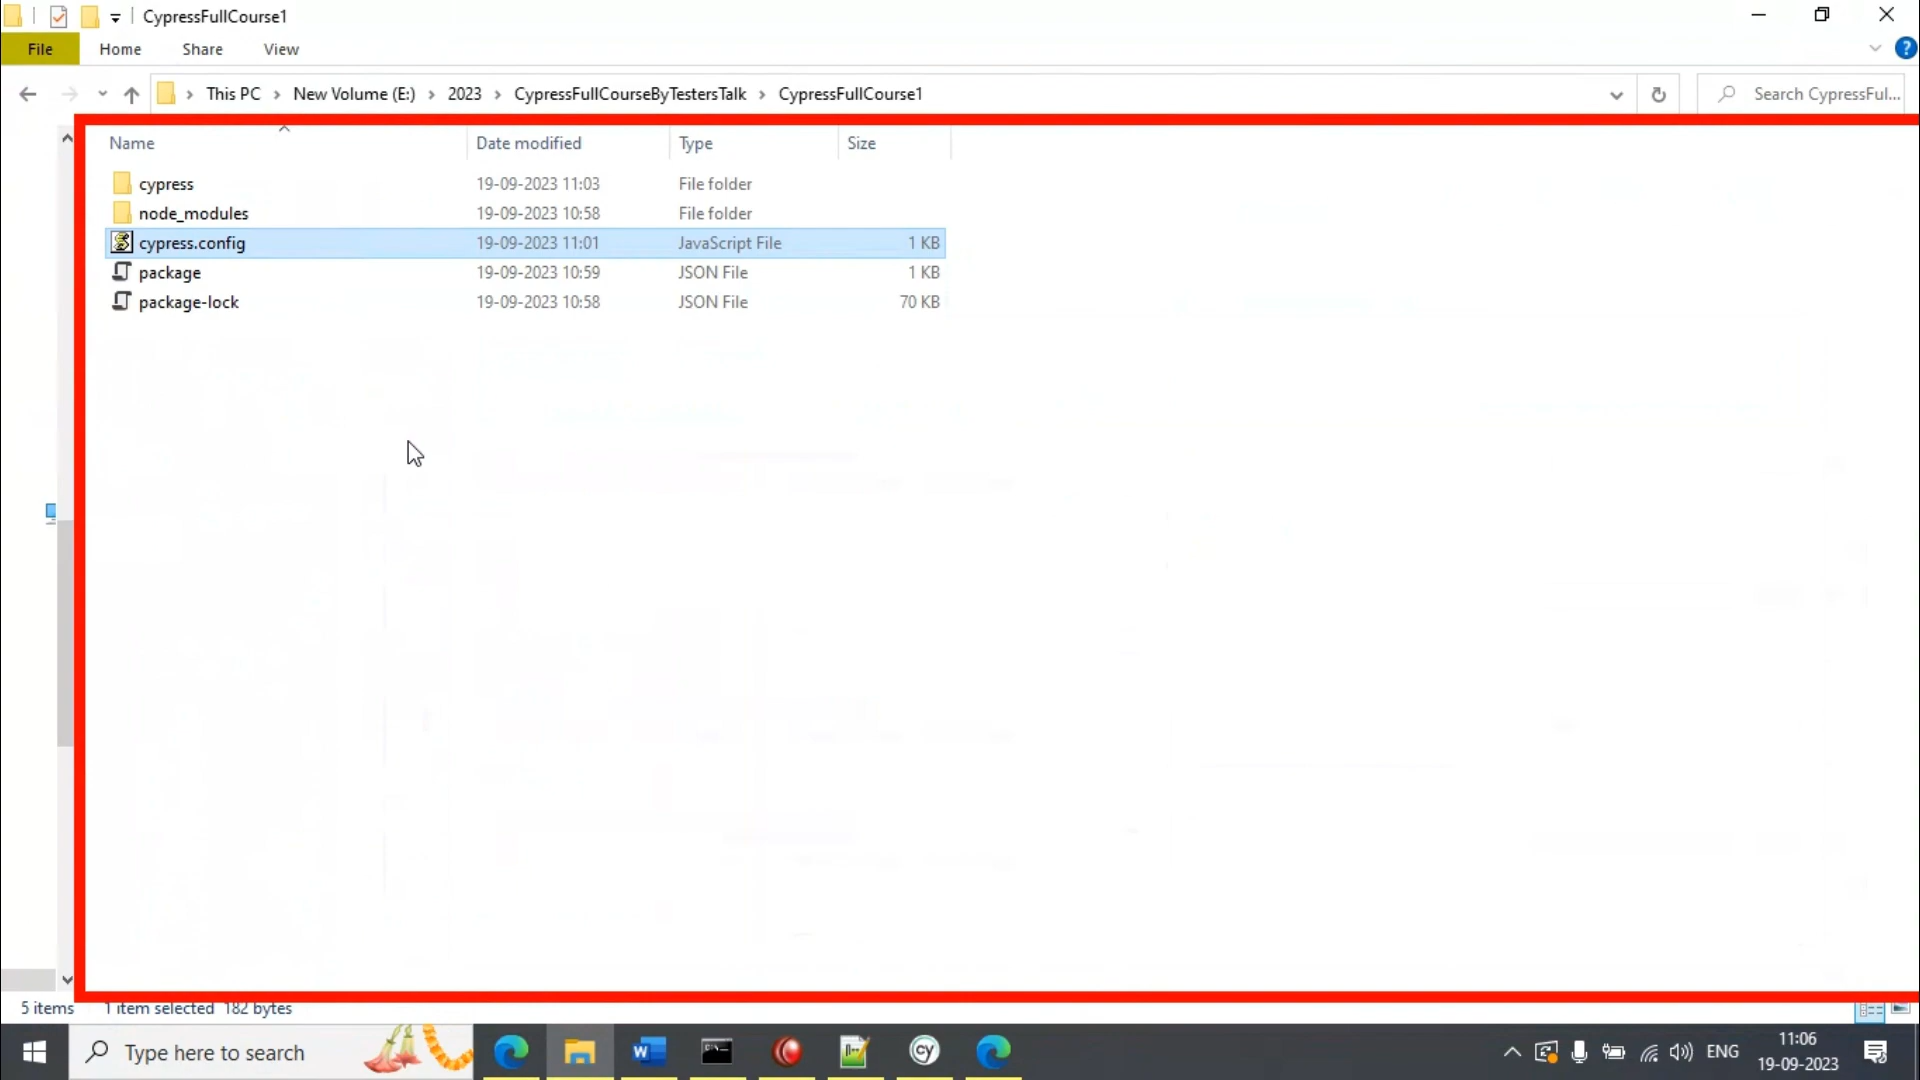 CypressFullCourse1
File Home Share View
This PC New Volume (E:) 2023 CypressFullCourseByTestersTalk CypressFullCourse1 Search CypressFul...
Name Date modified Type Size
cypress 19-09-2023 11:03 File folder
node_modules 19-09-2023 10:58 File folder
cypress.config 19-09-2023 11:01 JavaScript File 1 KB
package 19-09-2023 10:59 JSON File 1 KB
package-lock 19-09-2023 10:58 JSON File 70 KB
5 items 1 item selected 182 bytes
Type here to search W cy ENG 11:06
19-09-2023